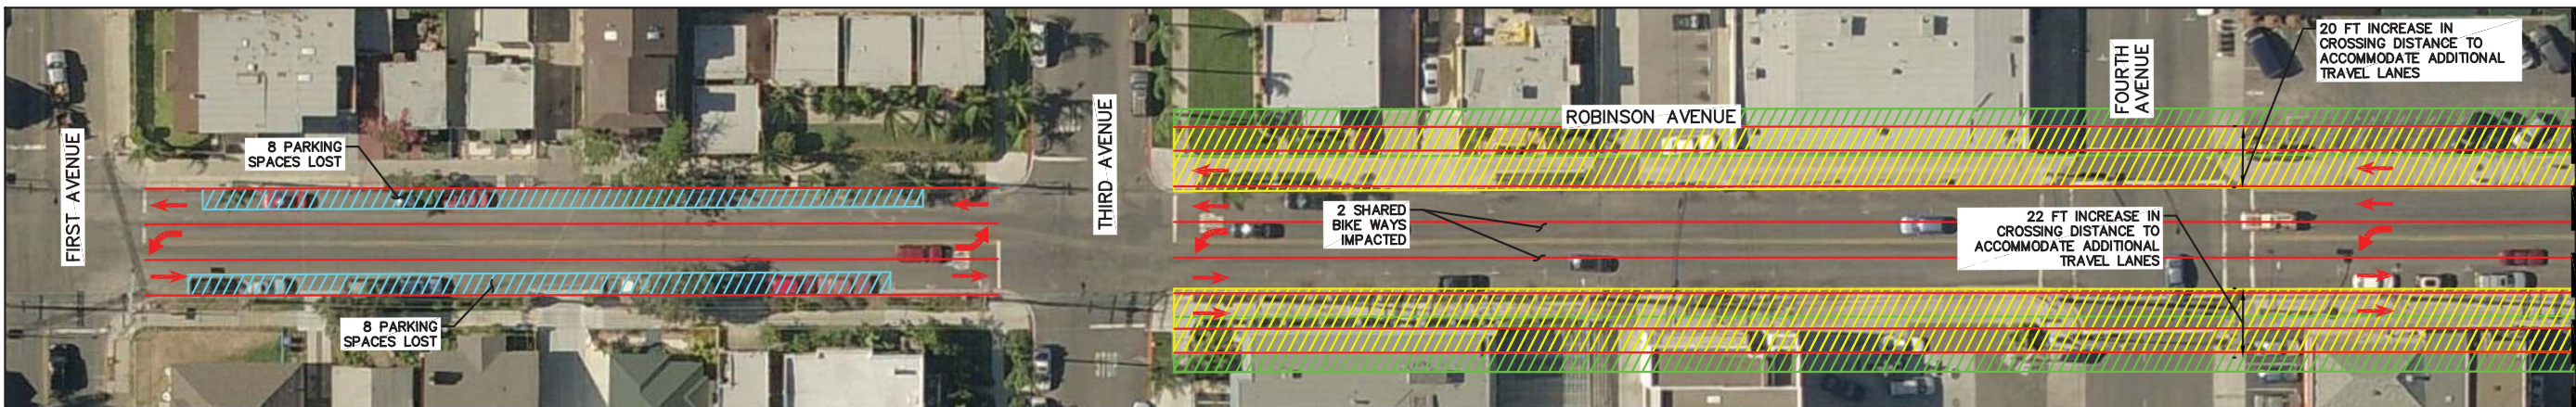 FIRST AVENUE
8 PARKING
SPACES LOST
8 PARKING
SPACES LOST
THIRD AVENUE
ROBINSON AVENUE
2 SHARED
BIKE WAYS
IMPACTED
FOURTH
AVENUE
20 FT INCREASE IN
CROSSING DISTANCE TO
ACCOMMODATE ADDITIONAL
TRAVEL LANES
22 FT INCREASE IN
CROSSING DISTANCE TO
ACCOMMODATE ADDITIONAL
TRAVEL LANES